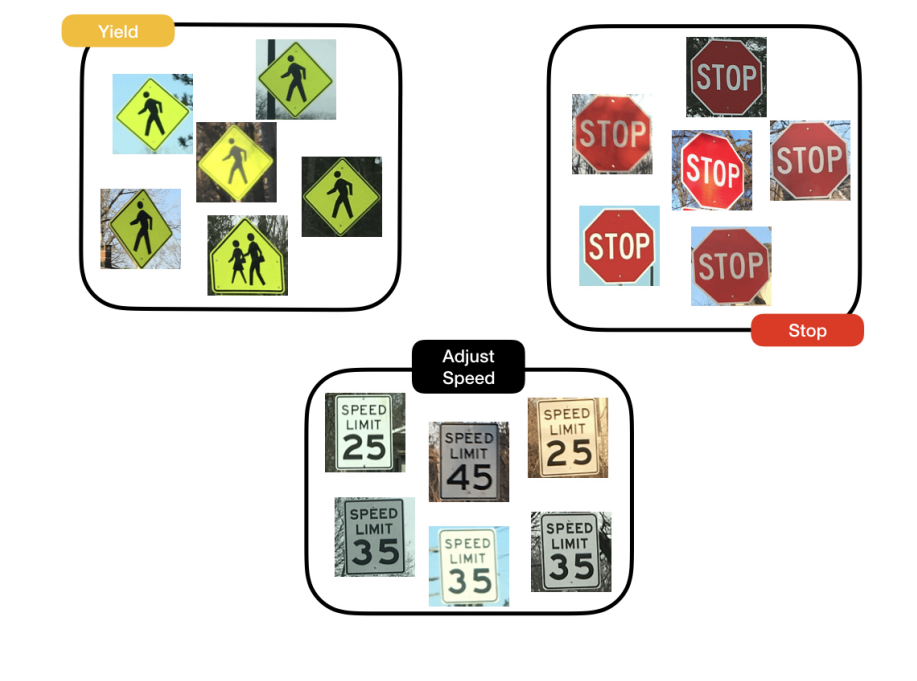 Yield
STOP
STOP
STOP
STOP
STOP
STOP
Stop
Adjust
Speed
SPEED
LIMIT
25
SPEED
LIMIT
45
SPEED
LIMIT
25
SPEED
LIMIT
35
SPEED
LIMIT
35
SPEED
LIMIT
35